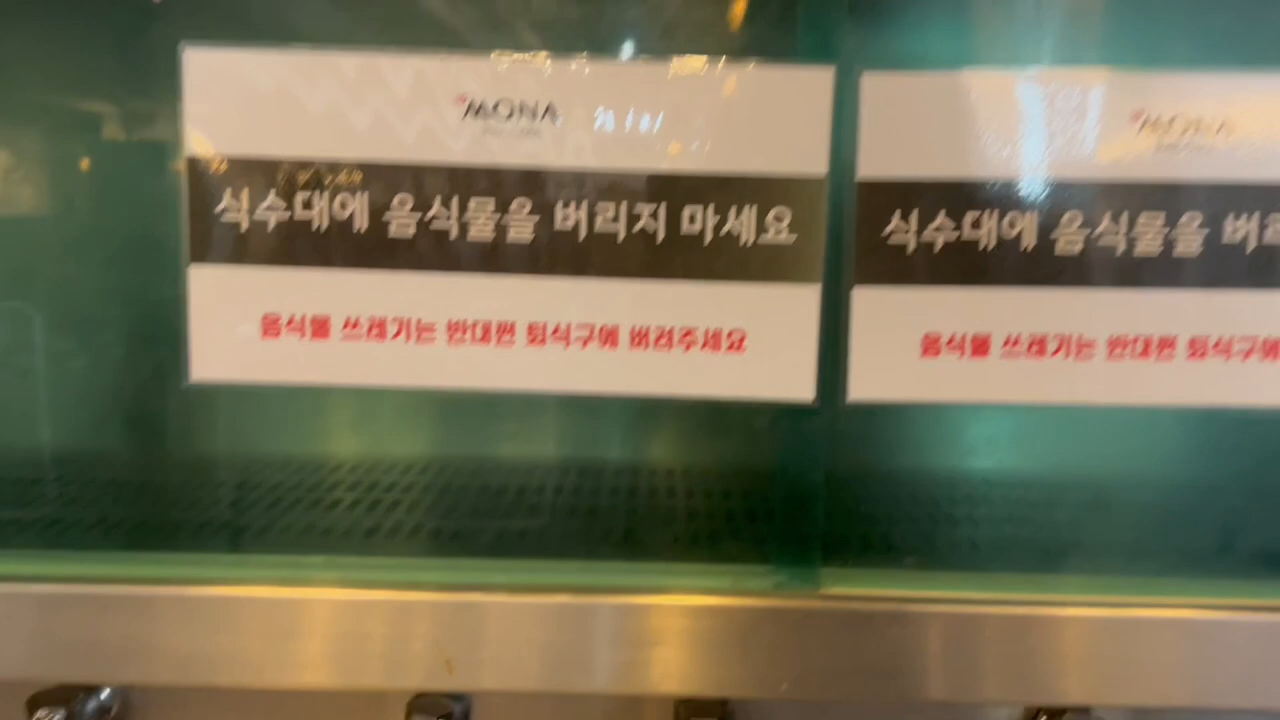 MONA
식수대에 음식물을 버리지 마세요
음식물 쓰레기는 반대편 퇴식구에 버려주세요
MONA
식수대에 음식물을
음식물 쓰레기는 반대편 퇴식구에